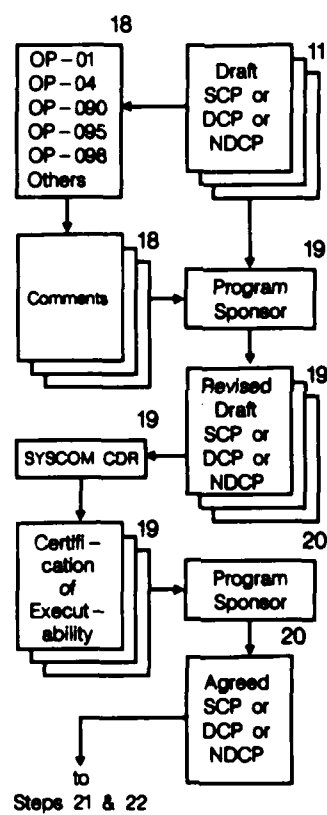 18
OP-01
OP-04
OP-090
OP-095
OP-098
Others
11
Draft
SCP or
DCP or
NDCP
18
Comments
19
Program
Sponsor
19
Revised
Draft
SCP or
DCP or
NDCP
19
SYSCOM CDR
19
Certifi-
cation
of
Execut-
ability
20
Program
Sponsor
20
Agreed
SCP or
DCP or
NDCP
to
Steps 21 & 22